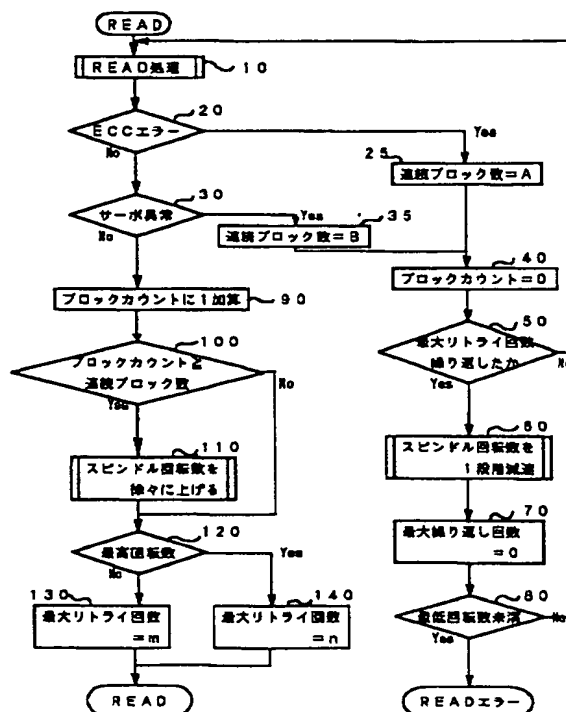 READ
READ処理
10
20
ECCエラー
Yes
No
25
連続ブロック数=A
30
サーボ異常
Yes
35
No
連続ブロック数=B
40
ブロックカウント=0
ブロックカウントに1加算
90
50
最大リトライ回数
繰り返したか
No
Yes
100
ブロックカウント≧
連続ブロック数
No
Yes
60
スピンドル回転数を
1段階減速
110
スピンドル回転数を
徐々に上げる
70
最大繰り返し回数
=0
120
最高回転数
Yes
No
80
最低回転数未満
No
Yes
130
最大リトライ回数
=m
140
最大リトライ回数
=n
READ
READエラー